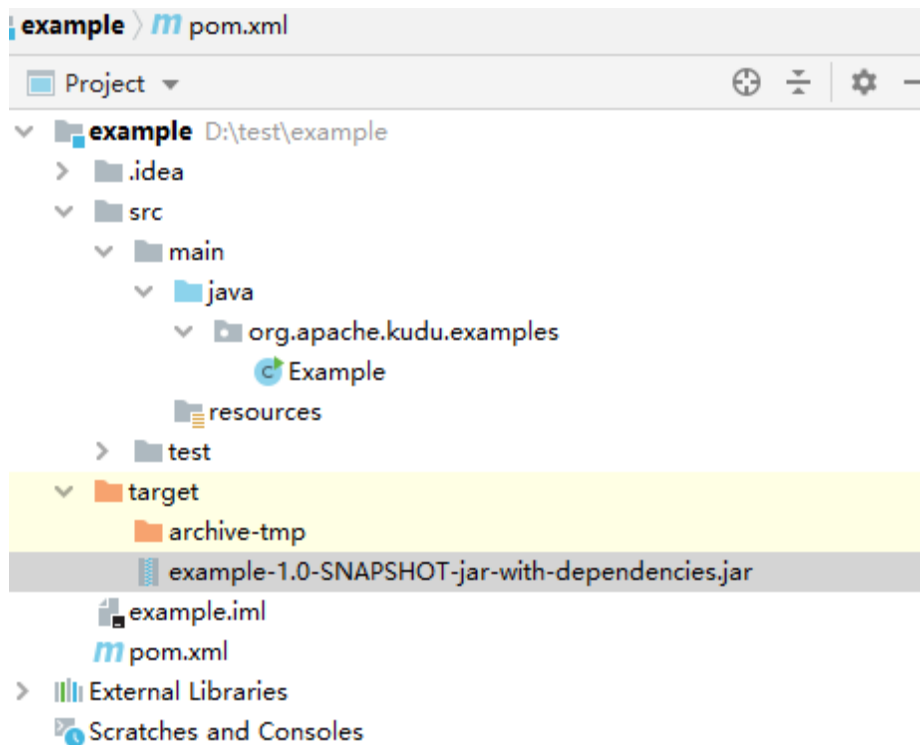 example pom.xml
Project
example D:\test\example
.idea
src
main
java
org.apache.kudu.examples
Example
resources
test
target
archive-tmp
example-1.0-SNAPSHOT-jar-with-dependencies.jar
example.iml
pom.xml
External Libraries
Scratches and Consoles